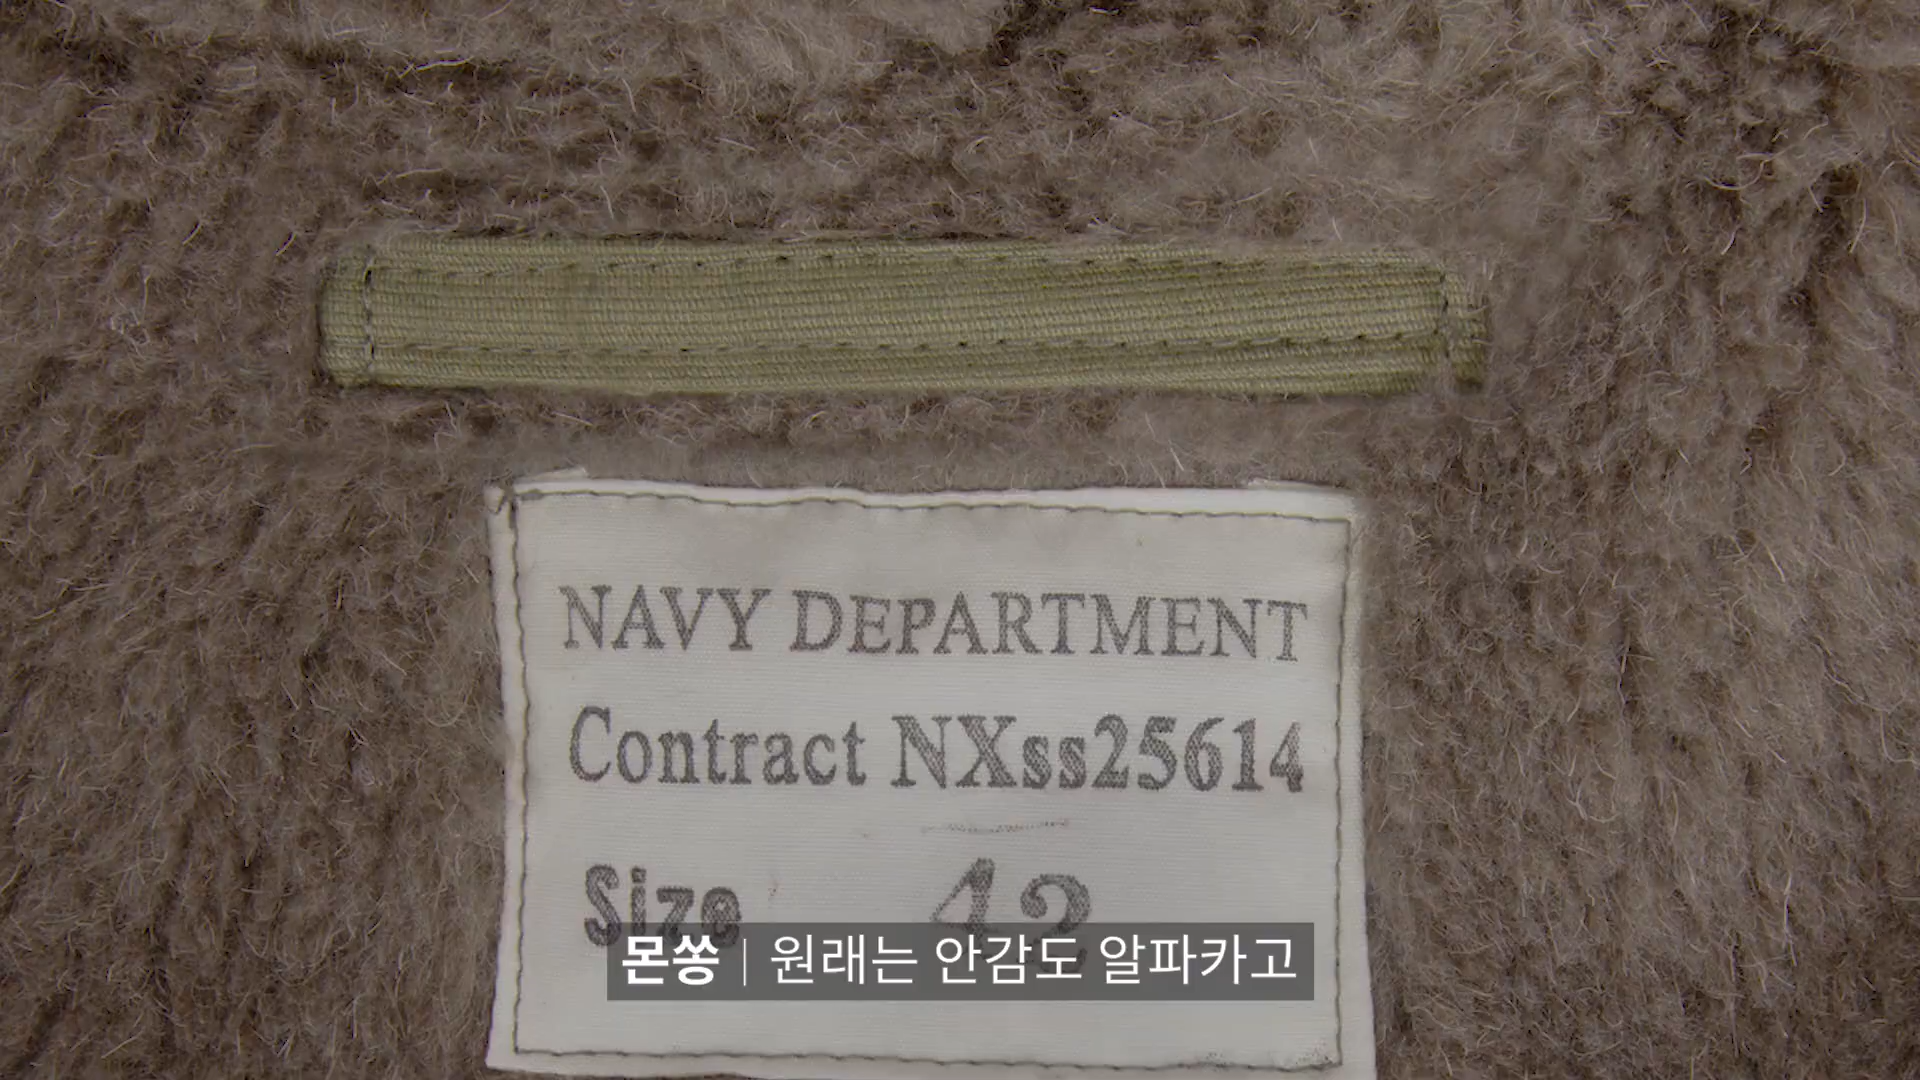 NAVY DEPARTMENT
Contract NXss25614
Size 42
몬쏭 | 원래는 안감도 알파카고